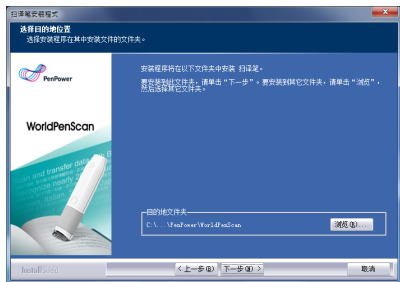 扫译笔安装程式
选择目的地位置
选择安装程序在其中安装文件的文件夹。
PenPower
安装程序将在以下文件夹中安装 扫译笔。
要安装到此文件夹，请单击“下一步”。要安装到其它文件夹，请单击“浏览”，
然后选择其它文件夹。
WorldPenScan
目的地文件夹
C:\...\PenPower\WorldPenScan
浏览(R)...
InstallShield
< 上一步(B)
下一步(N) >
取消